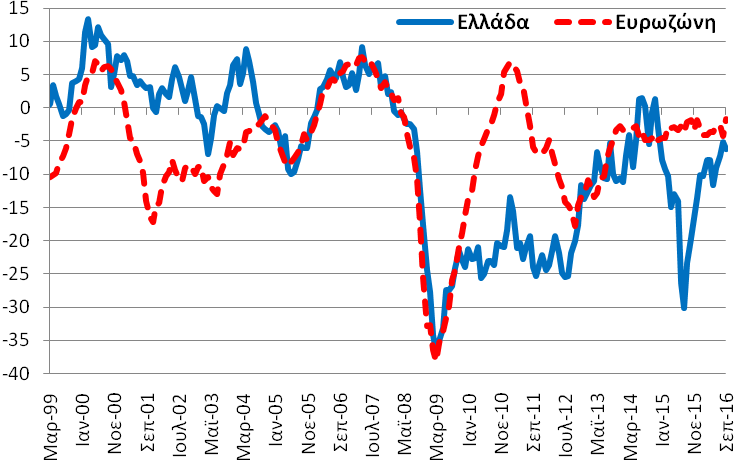 Ελλάδα Ευρωζώνη
15
10
5
0
-5
-10
-15
-20
-25
-30
-35
-40
Μαρ-99
Ιαν-00
Νοε-00
Σεπ-01
Ιουλ-02
Μαϊ-03
Μαρ-04
Ιαν-05
Νοε-05
Σεπ-06
Ιουλ-07
Μαϊ-08
Μαρ-09
Ιαν-10
Νοε-10
Σεπ-11
Ιουλ-12
Μαϊ-13
Μαρ-14
Ιαν-15
Νοε-15
Σεπ-16